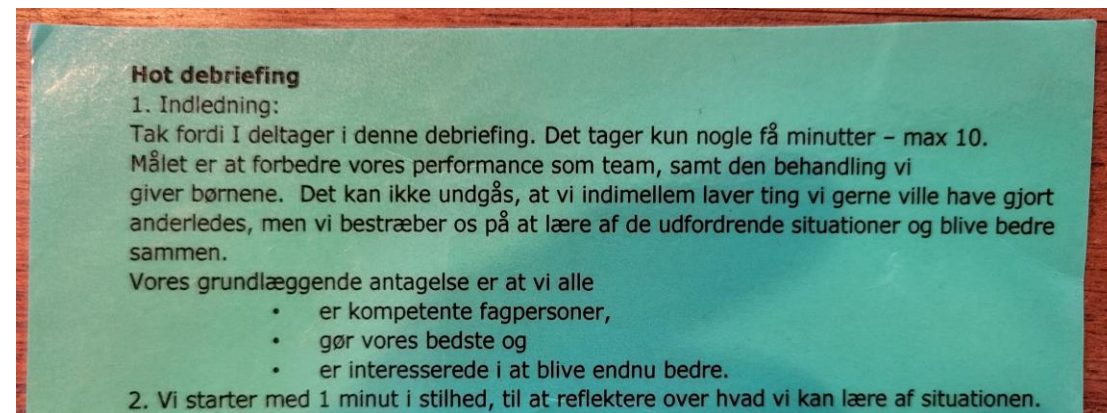 Hot debriefing
1. Indledning:
Tak fordi I deltager i denne debriefing. Det tager kun nogle få minutter – max 10.
Målet er at forbedre vores performance som team, samt den behandling vi
giver børnene. Det kan ikke undgås, at vi indimellem laver ting vi gerne ville have gjort
anderledes, men vi bestræber os på at lære af de udfordrende situationer og blive bedre
sammen.
Vores grundlæggende antagelse er at vi alle
• er kompetente fagpersoner,
• gør vores bedste og
• er interesserede i at blive endnu bedre.
2. Vi starter med 1 minut i stilhed, til at reflektere over hvad vi kan lære af situationen.